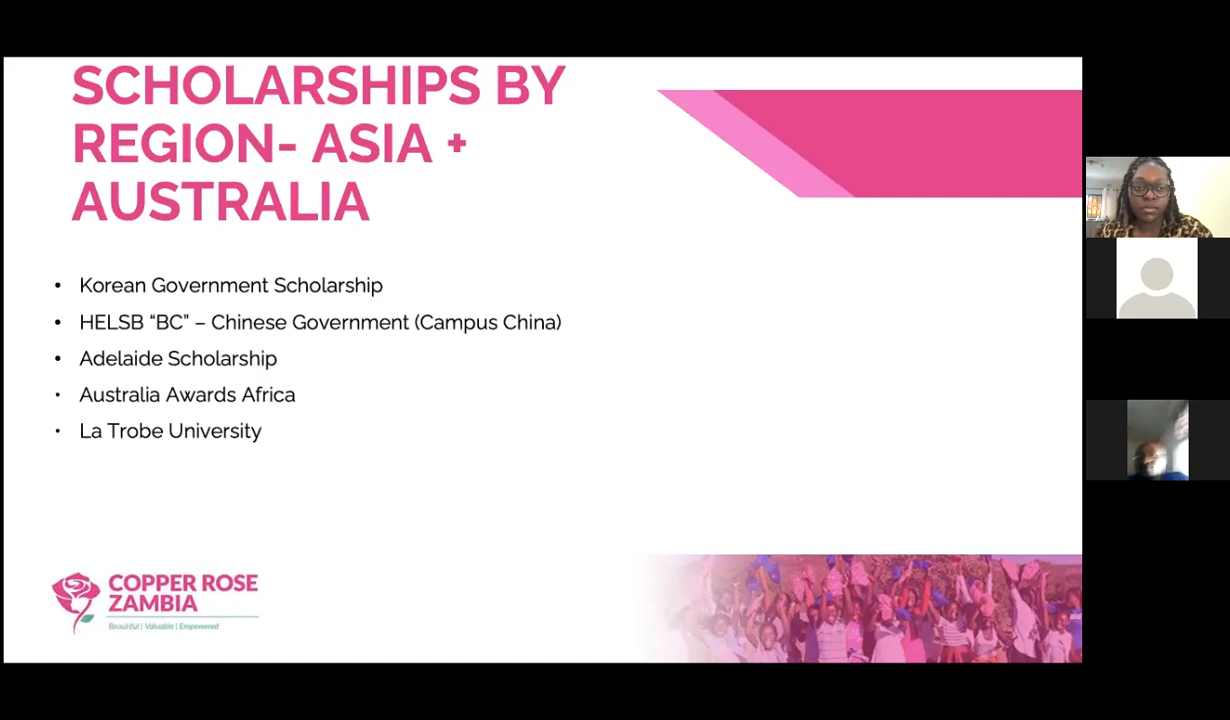 SCHOLARSHIPS BY
REGION- ASIA +
AUSTRALIA
• Korean Government Scholarship
• HELSB “BC” – Chinese Government (Campus China)
• Adelaide Scholarship
• Australia Awards Africa
• La Trobe University
COPPER ROSE
ZAMBIA
Beautiful | Valuable | Empowered